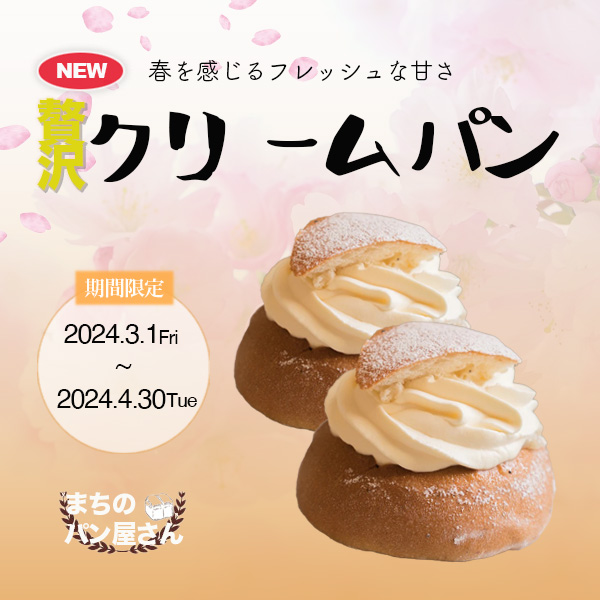 NEW
春を感じるフレッシュな甘さ
贅沢クリームパン
期間限定
2024.3.1Fri
~
2024.4.30Tue
まちの
パン屋さん